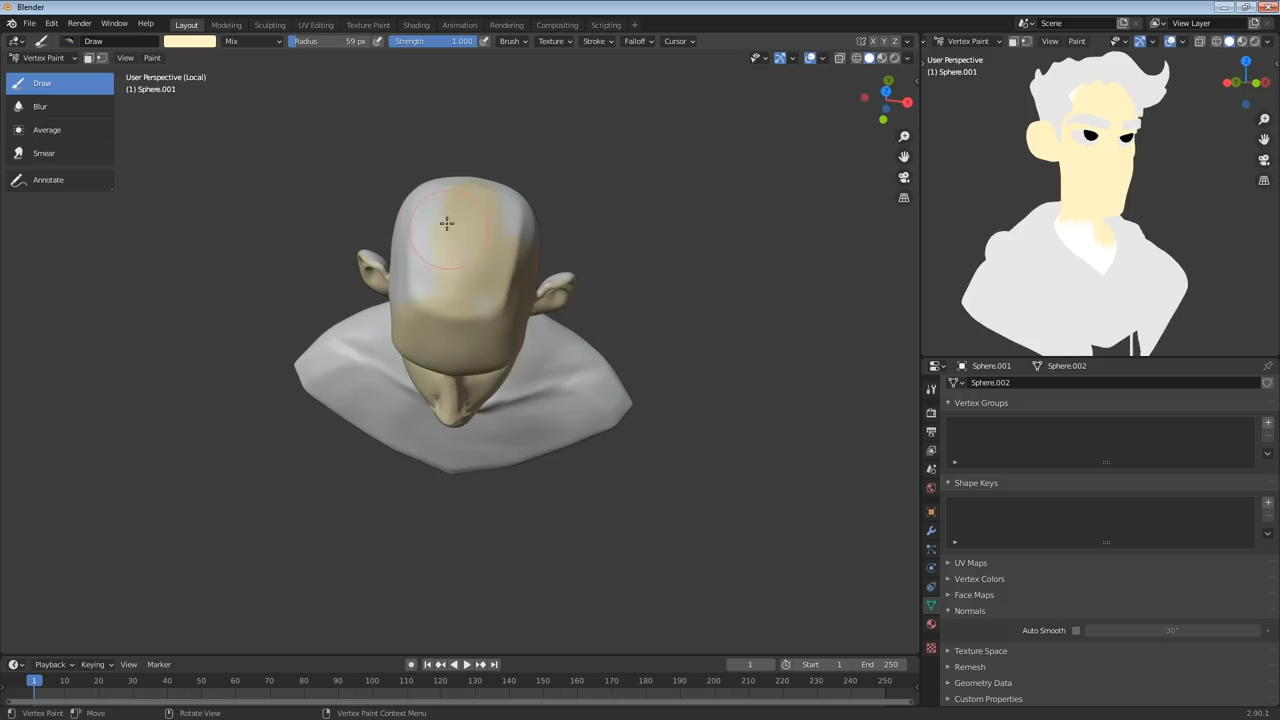 Blender
File Edit Render Window Help Layout Modeling Sculpting UV Editing Texture Paint Shading Animation Rendering Compositing Scripting + Scene View Layer
Draw Mix Radius 59 px Strength 1.000 Brush Texture Stroke Falloff Cursor Vertex Paint View Paint
Vertex Paint View Paint X Y Z
User Perspective
(1) Sphere.001
User Perspective (Local)
(1) Sphere.001
Draw
Blur
Average
Smear
Annotate
Sphere.001 Sphere.002
Sphere.002
Vertex Groups
Shape Keys
UV Maps
Vertex Colors
Face Maps
Normals
Auto Smooth 30°
Texture Space
Remesh
Geometry Data
Custom Properties
Playback Keying View Marker 1 Start 1 End 250
1 10 20 30 40 50 60 70 80 90 100 110 120 130 140 150 160 170 180 190 200 210 220 230 240 250
Vertex Paint Move Rotate View Vertex Paint Context Menu 2.90.1